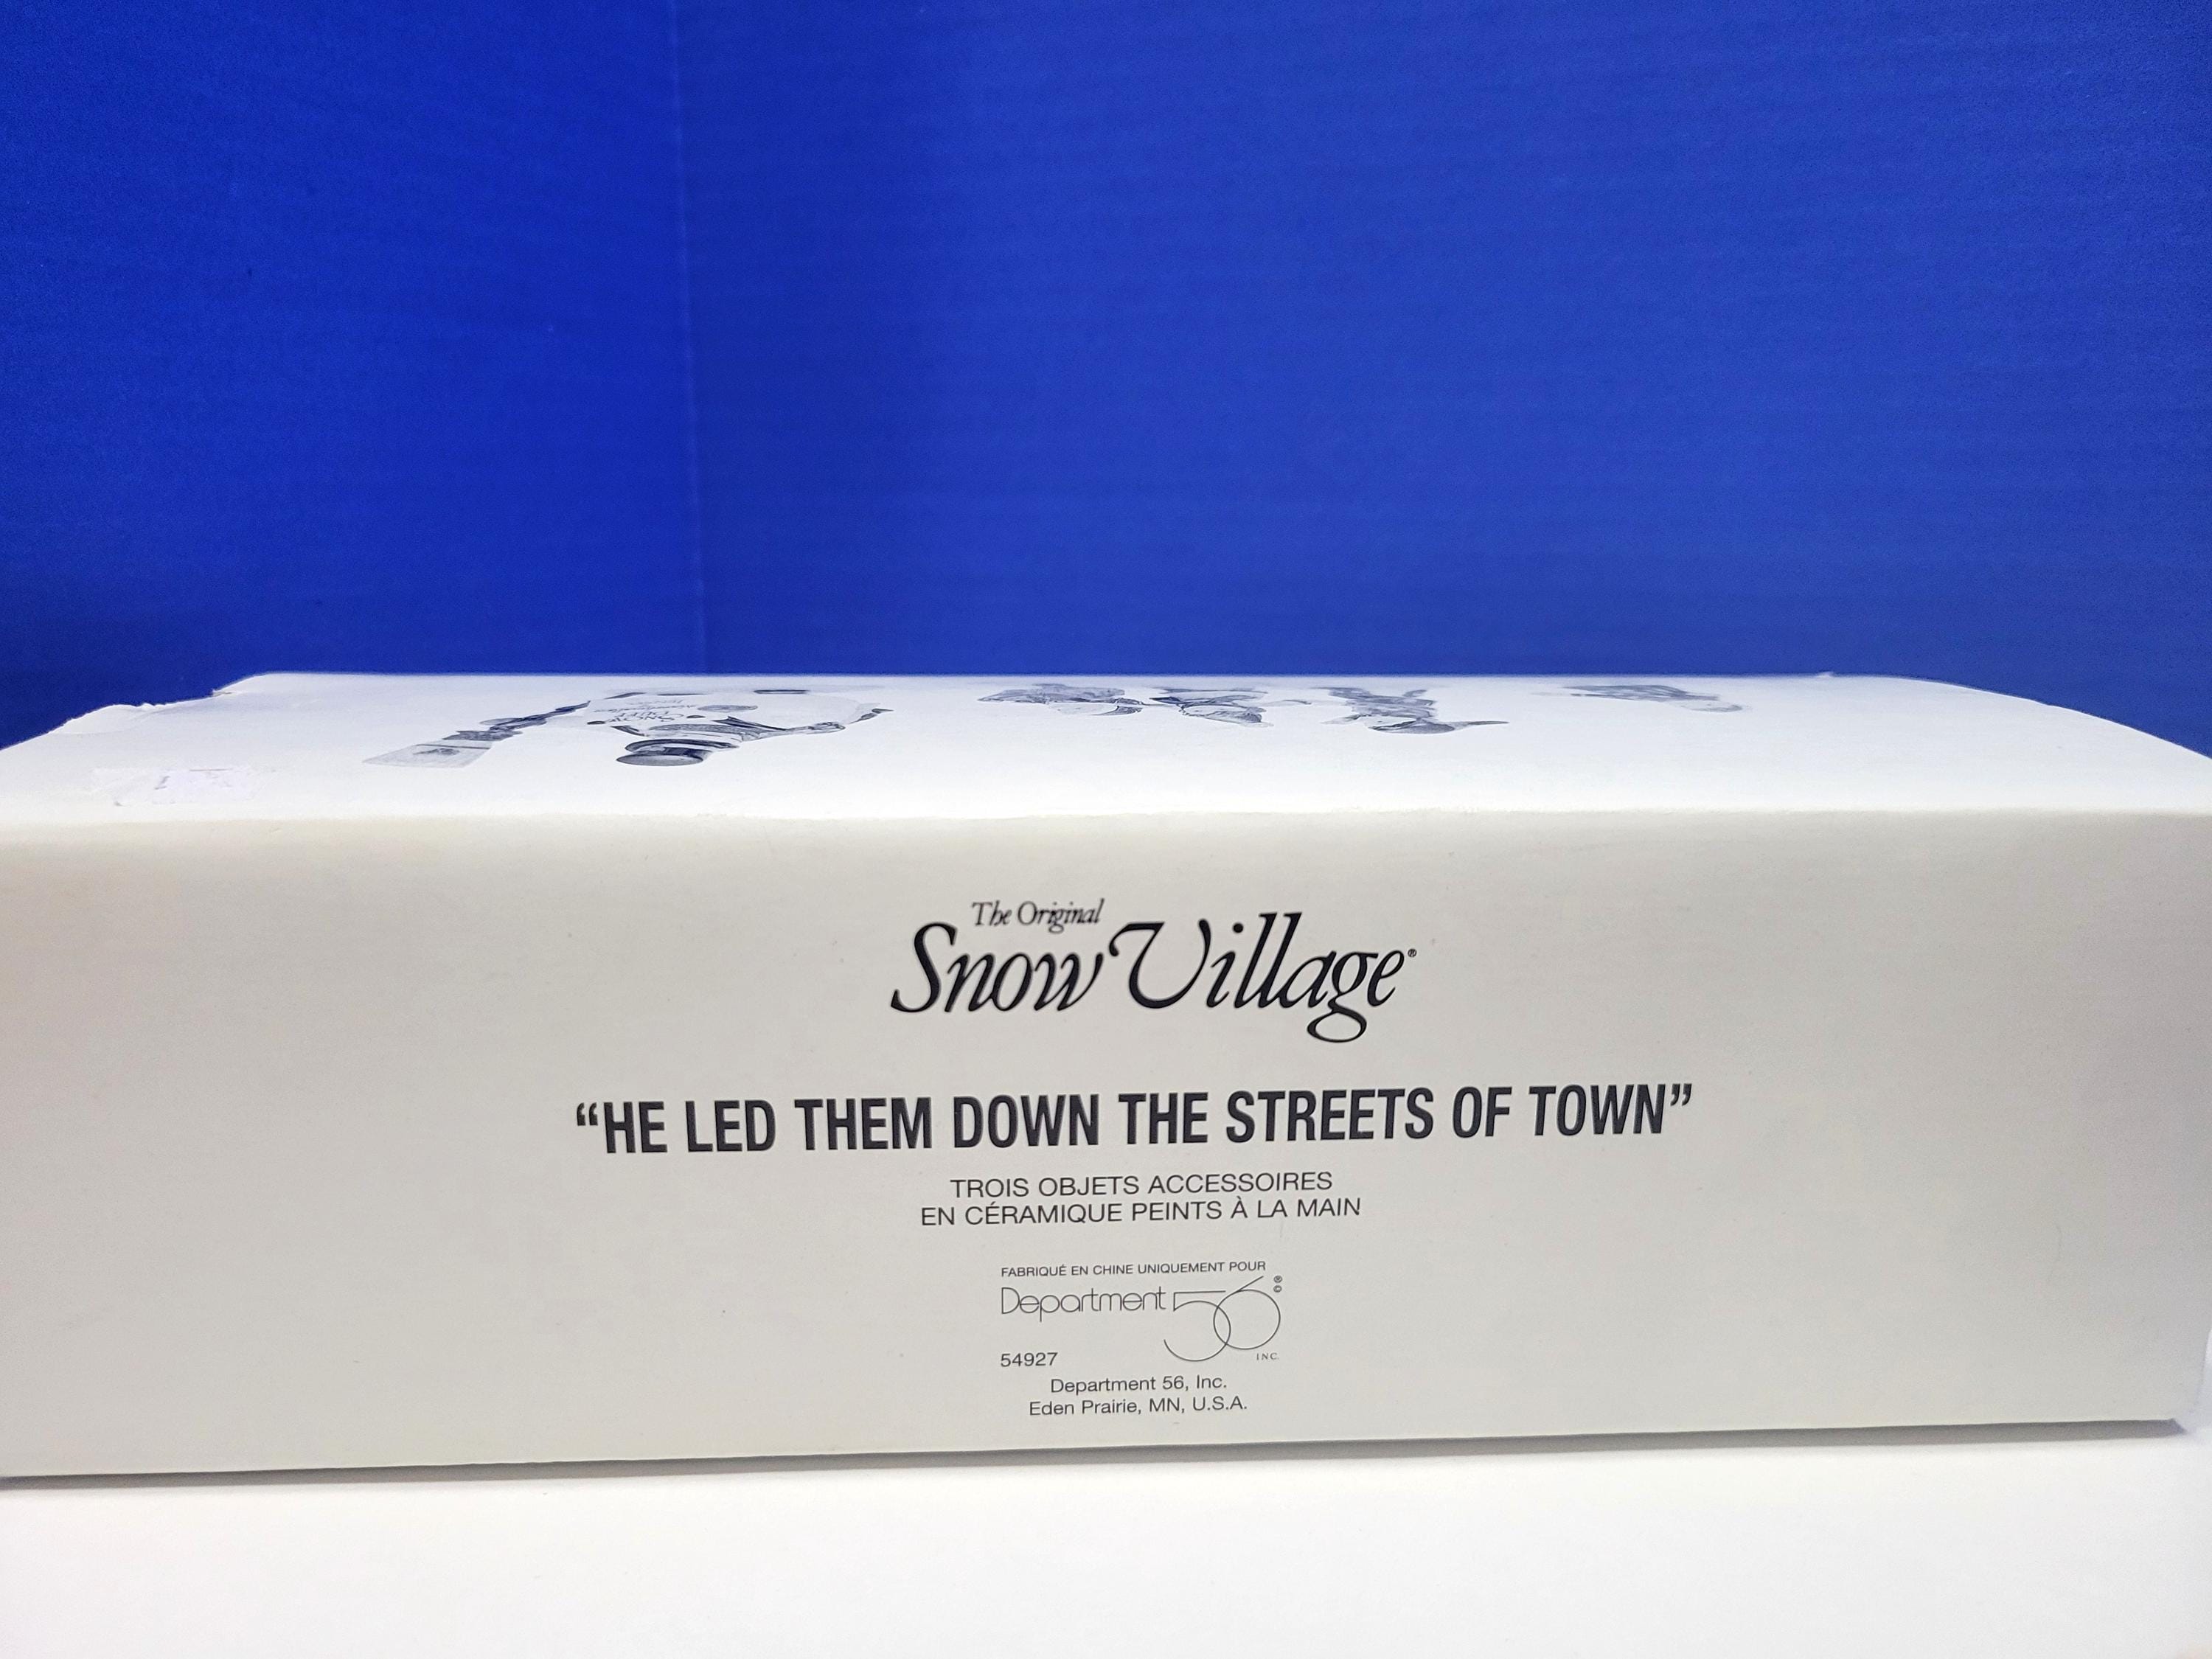 The Original
Snow Village®
“HE LED THEM DOWN THE STREETS OF TOWN”
TROIS OBJETS ACCESSOIRES
EN CÉRAMIQUE PEINTS À LA MAIN
FABRIQUÉ EN CHINE UNIQUEMENT POUR
Department 56®©
INC.
54927
Department 56, Inc.
Eden Prairie, MN, U.S.A.